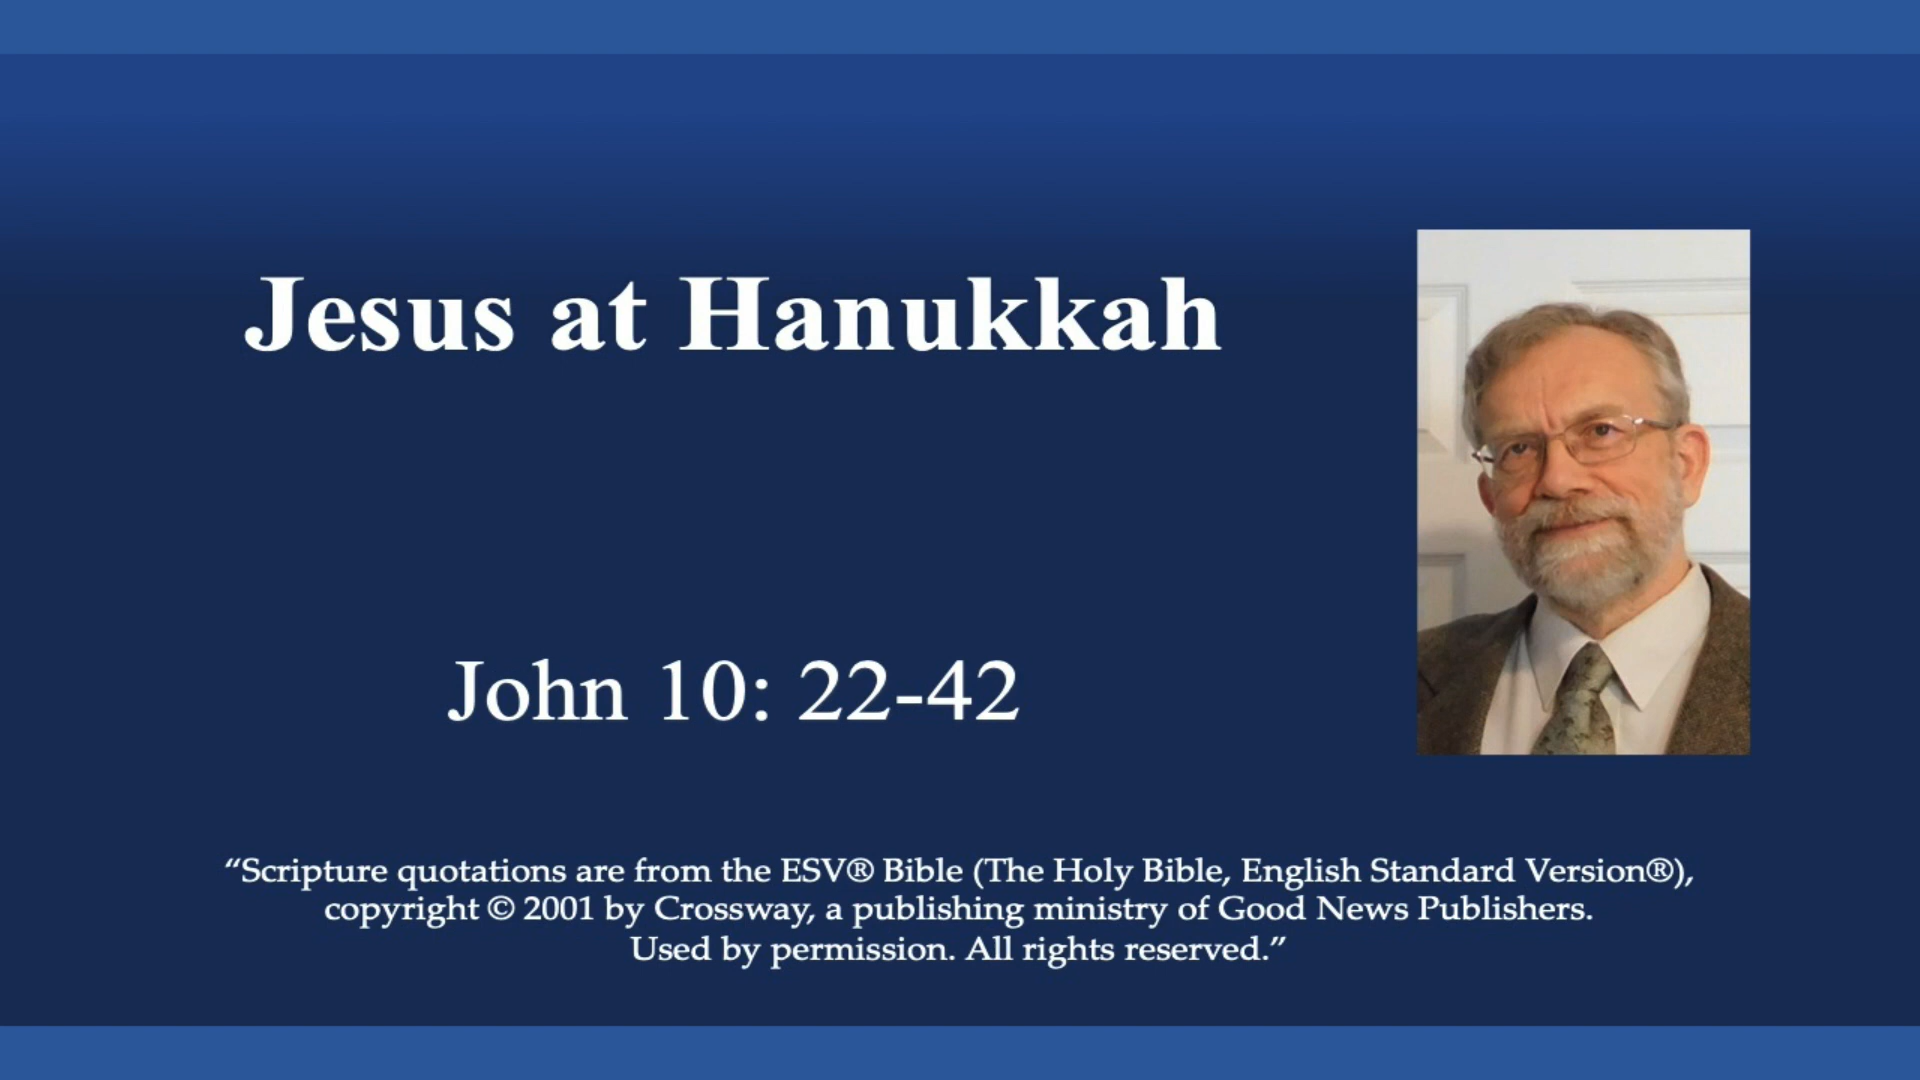 Jesus at Hanukkah
John 10: 22-42
“Scripture quotations are from the ESV® Bible (The Holy Bible, English Standard Version®),
copyright © 2001 by Crossway, a publishing ministry of Good News Publishers.
Used by permission. All rights reserved.”